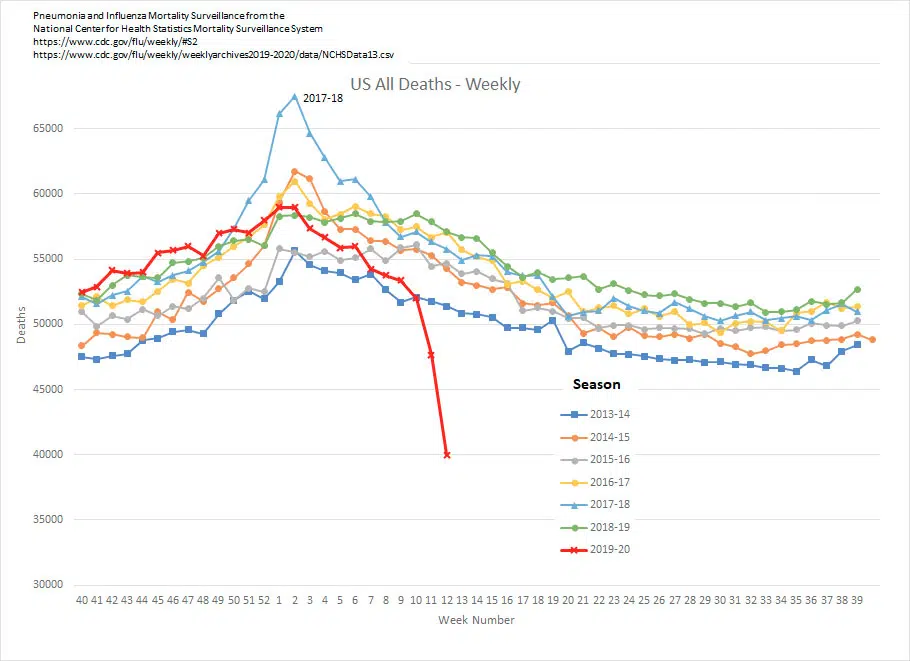 Pneumonia and Influenza Mortality Surveillance from the
National Center for Health Statistics Mortality Surveillance System
https://www.cdc.gov/flu/weekly/#S2
https://www.cdc.gov/flu/weekly/weeklyarchives2019-2020/data/NCHSData13.csv
US All Deaths - Weekly
2017-18
65000
60000
55000
50000
45000
40000
35000
30000
Deaths
Season
2013-14
2014-15
2015-16
2016-17
2017-18
2018-19
2019-20
40 41 42 43 44 45 46 47 48 49 50 51 52 1 2 3 4 5 6 7 8 9 10 11 12 13 14 15 16 17 18 19 20 21 22 23 24 25 26 27 28 29 30 31 32 33 34 35 36 37 38 39
Week Number